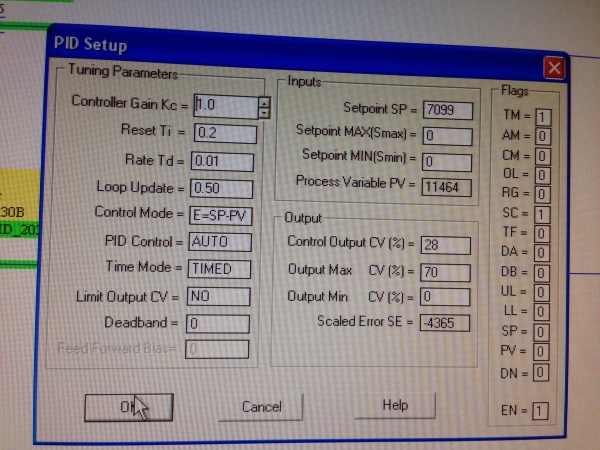 PID Setup
Tuning Parameters
Controller Gain Kc = 1.0
Reset Ti = 0.2
Rate Td = 0.01
Loop Update = 0.50
Control Mode = E=SP-PV
PID Control = AUTO
Time Mode = TIMED
Limit Output CV = NO
Deadband = 0
Feed Forward Bias= 0
Inputs
Setpoint SP = 7099
Setpoint MAX(Smax) = 0
Setpoint MIN(Smin) = 0
Process Variable PV = 11464
Output
Control Output CV (%) = 28
Output Max CV (%) = 70
Output Min CV (%) = 0
Scaled Error SE = -4365
Flags
TM = 1
AM = 0
CM = 0
OL = 0
RG = 0
SC = 1
TF = 0
DA = 0
DB = 0
UL = 0
LL = 0
SP = 0
PV = 0
DN = 0
EN = 1
Cancel
Help
30B